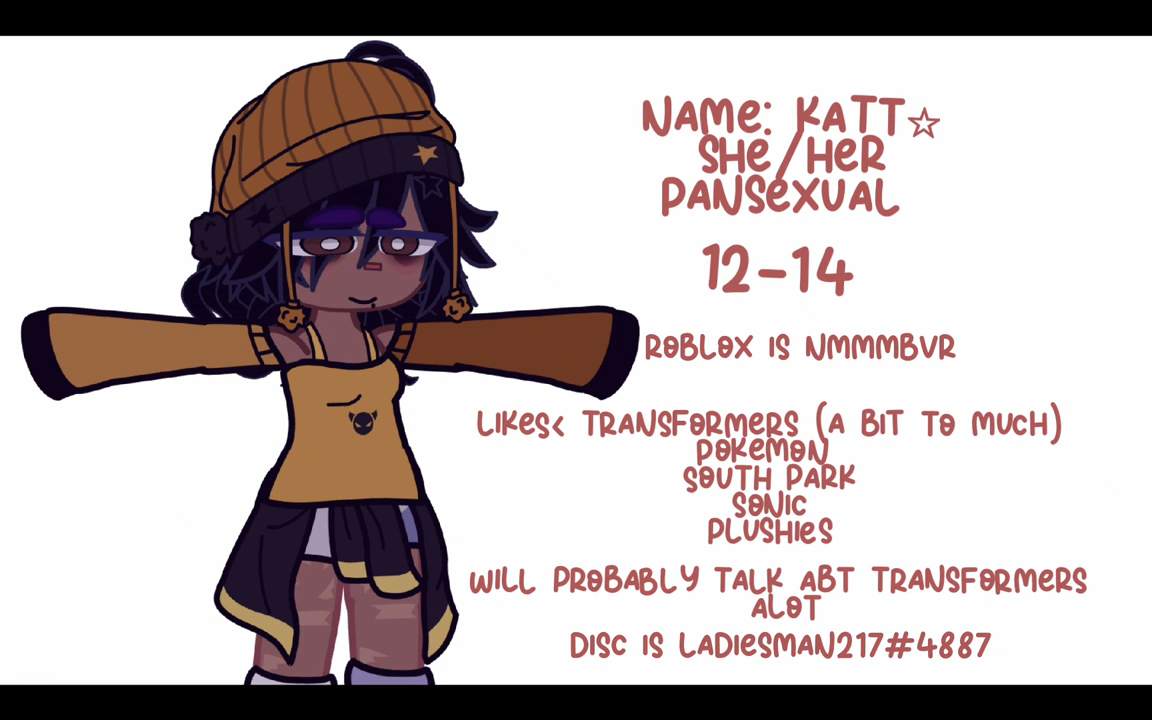 NAME: KATT☆
SHE/HER
PANSEXUAL
12-14
ROBLOX IS NMMMBVR
LIKES< TRANSFORMERS (A BIT TO MUCH)
POKEMON
SOUTH PARK
SONIC
PLUSHIES
WILL PROBABLY TALK ABT TRANSFORMERS
ALOT
DISC IS LADIESMAN217#4887